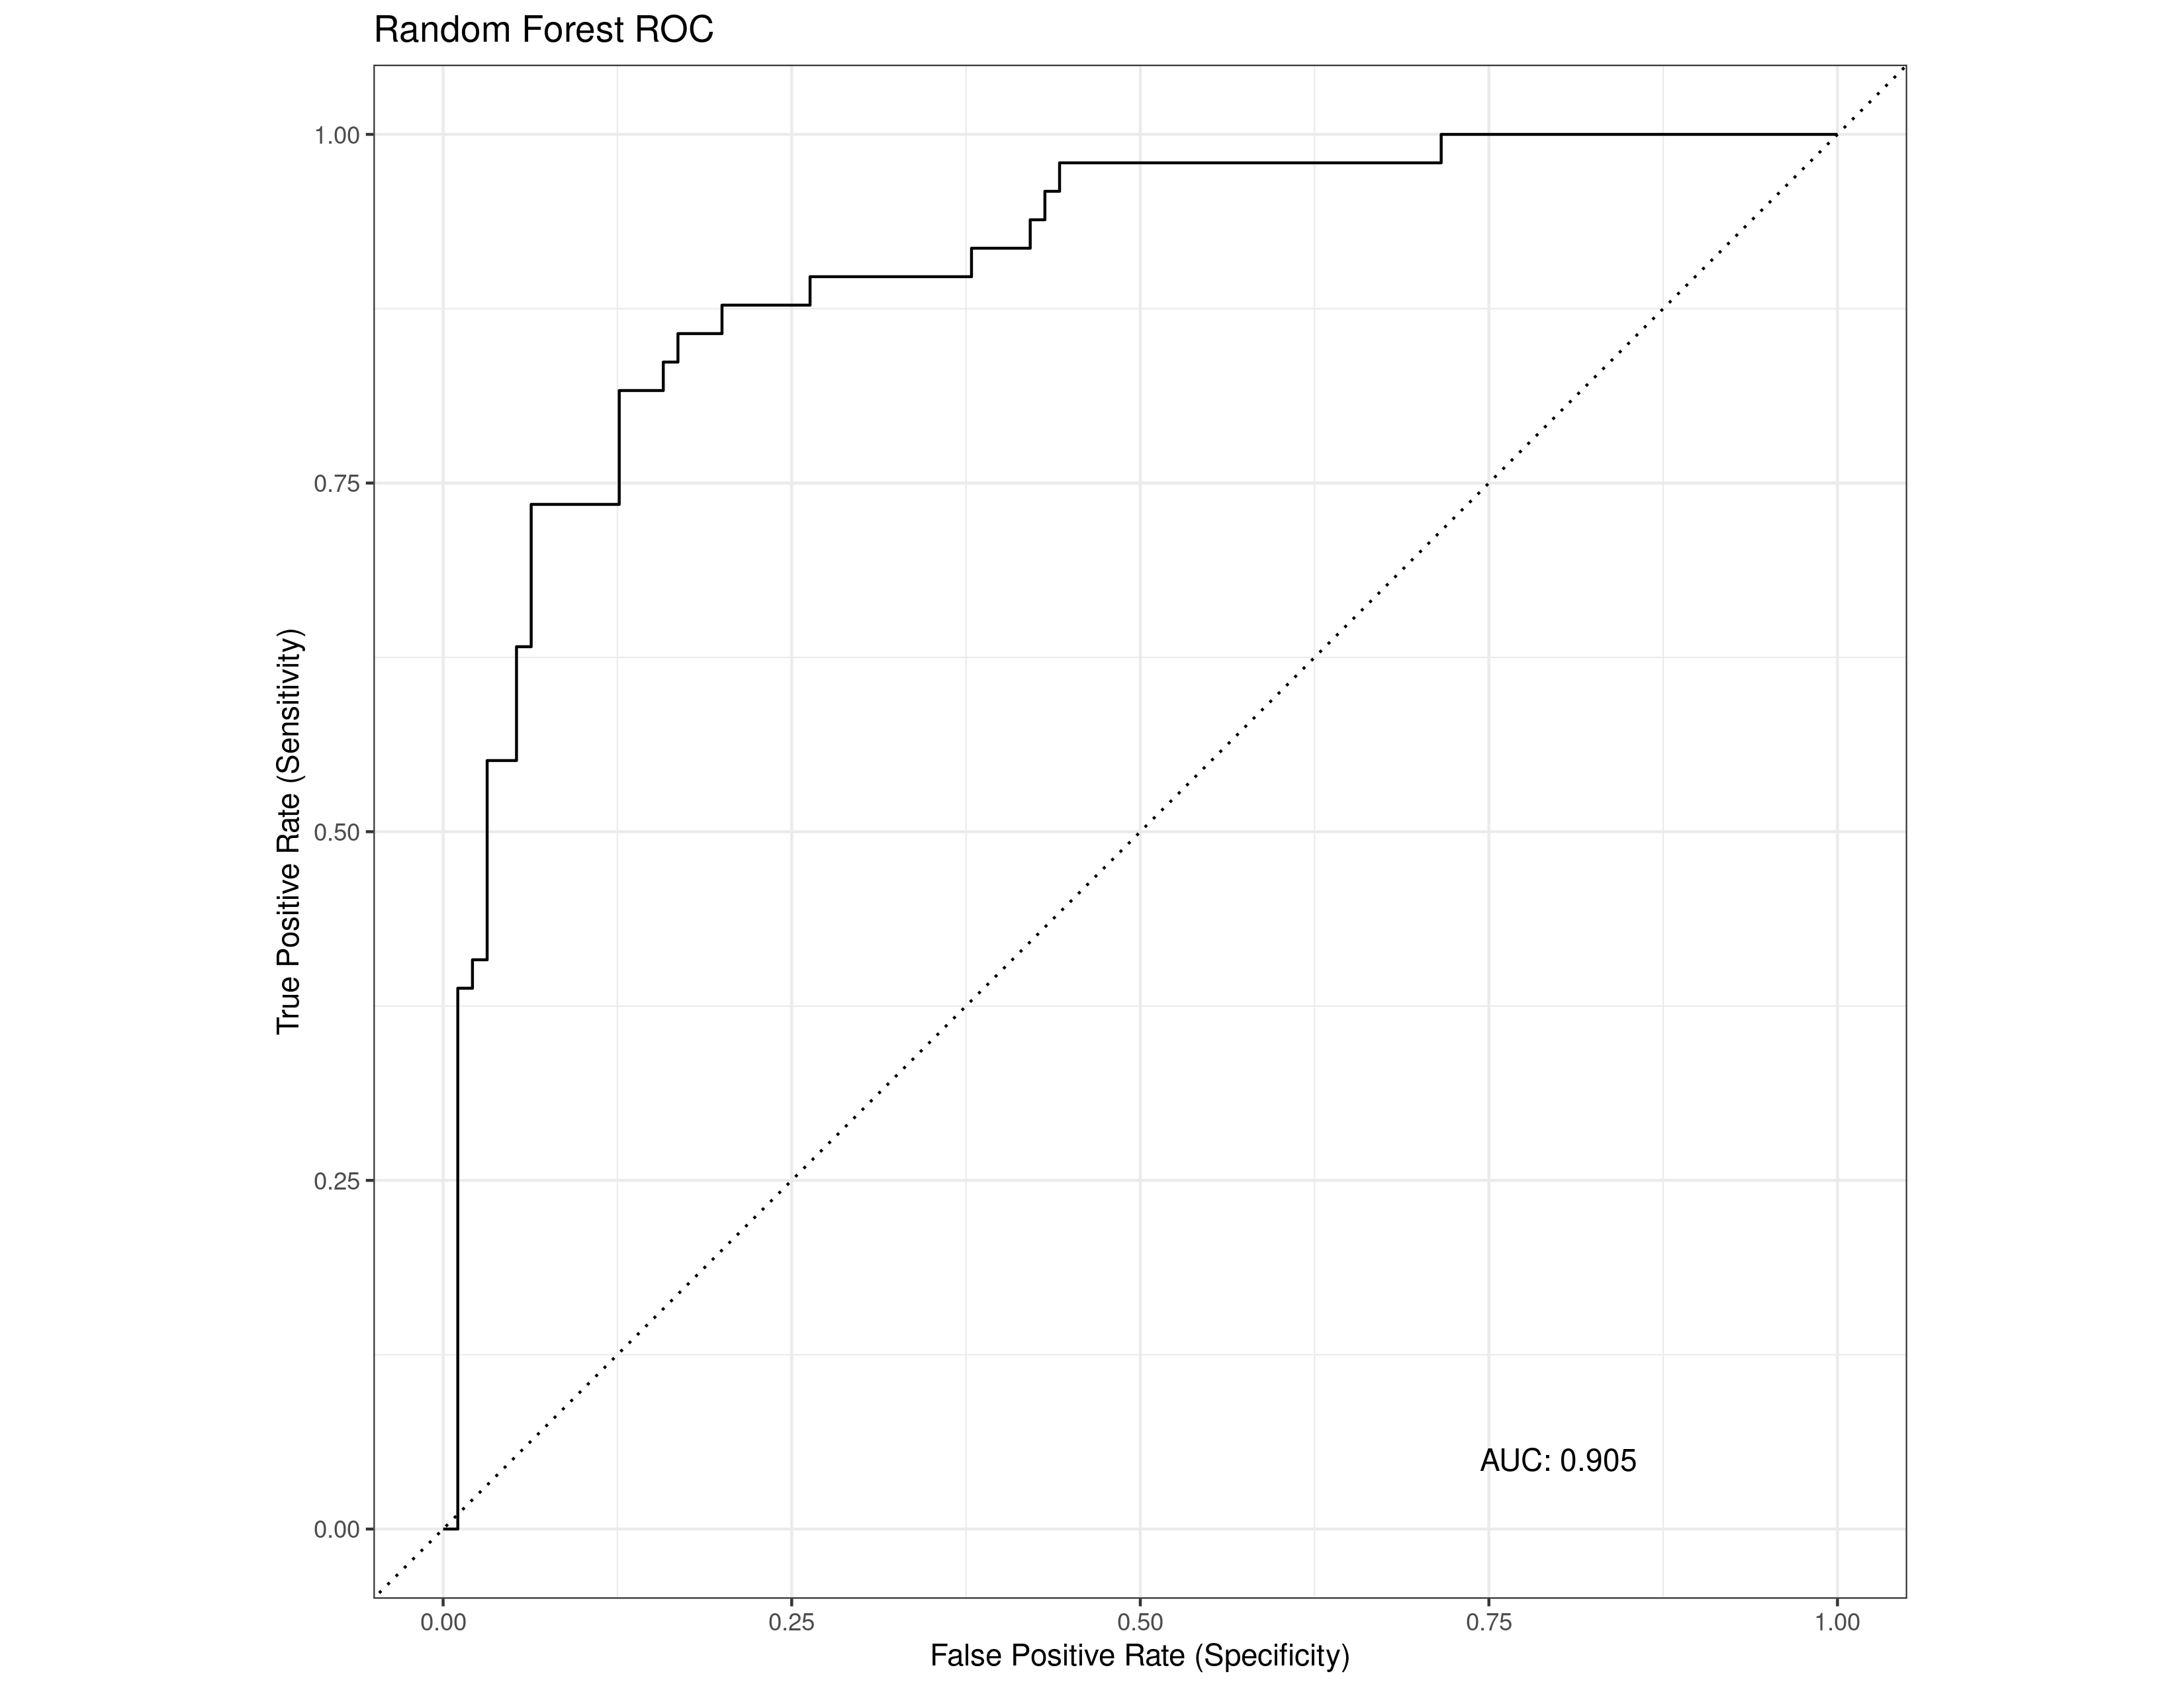 Random Forest ROC
1.00
0.75
0.50
0.25
0.00
True Positive Rate (Sensitivity)
AUC: 0.905
0.00 0.25 0.50 0.75 1.00
False Positive Rate (Specificity)